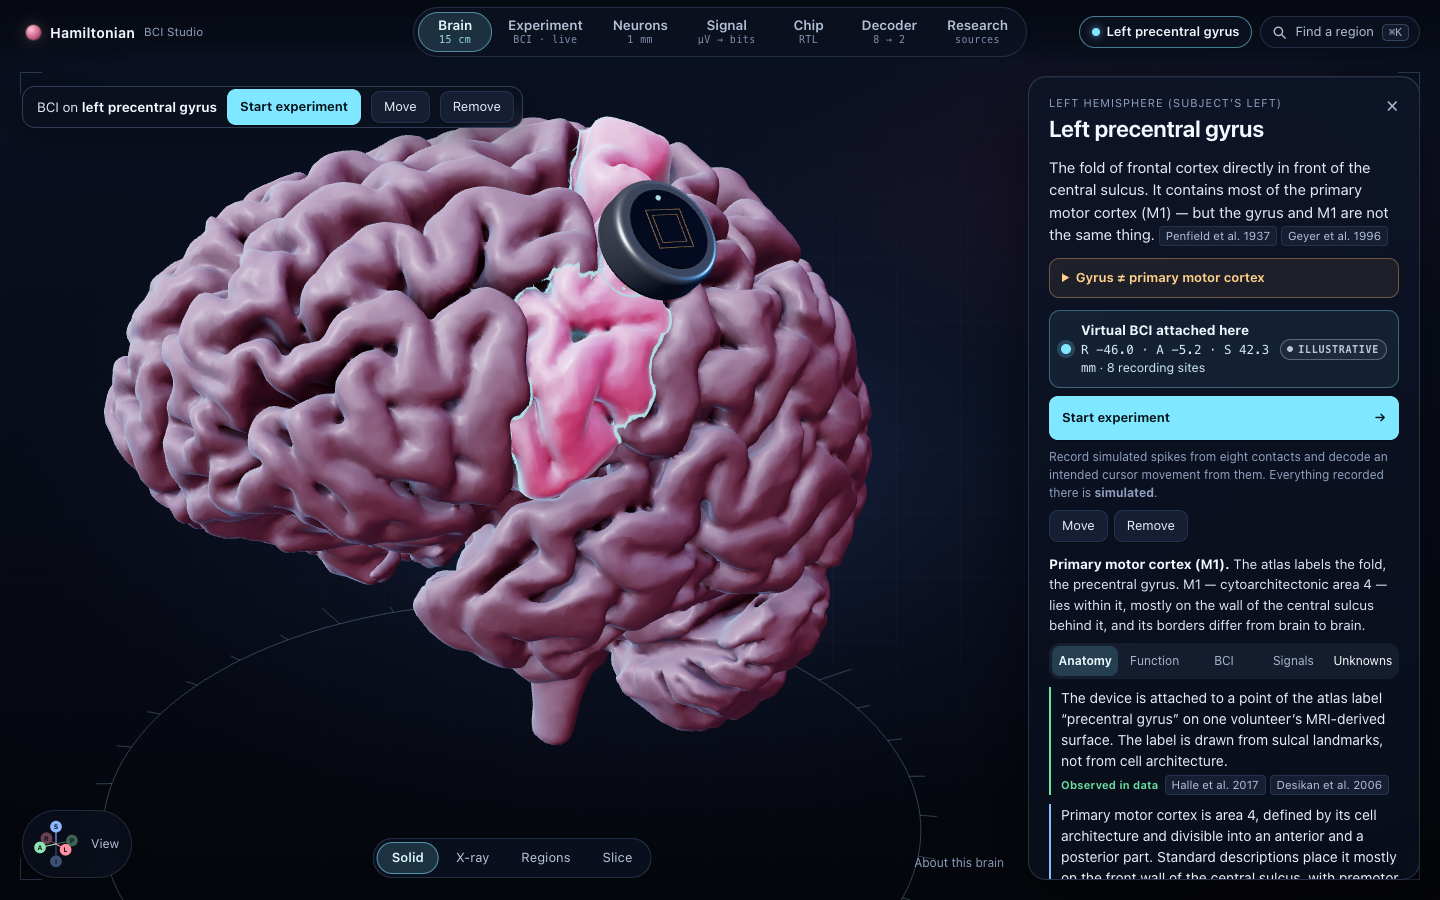 Hamiltonian BCI Studio
Brain
15 cm
Experiment
BCI · live
Neurons
1 mm
Signal
μV → bits
Chip
RTL
Decoder
8 → 2
Research
sources
Left precentral gyrus
Find a region ⌘K
BCI on left precentral gyrus Start experiment Move Remove
LEFT HEMISPHERE (SUBJECT'S LEFT)
Left precentral gyrus
The fold of frontal cortex directly in front of the
central sulcus. It contains most of the primary
motor cortex (M1) — but the gyrus and M1 are not
the same thing. Penfield et al. 1937 Geyer et al. 1996
Gyrus ≠ primary motor cortex
Virtual BCI attached here
R −46.0 · A −5.2 · S 42.3
mm · 8 recording sites
ILLUSTRATIVE
Start experiment →
Record simulated spikes from eight contacts and decode an
intended cursor movement from them. Everything recorded
there is simulated.
Move Remove
Primary motor cortex (M1). The atlas labels the fold,
the precentral gyrus. M1 — cytoarchitectonic area 4 —
lies within it, mostly on the wall of the central sulcus
behind it, and its borders differ from brain to brain.
Anatomy Function BCI Signals Unknowns
The device is attached to a point of the atlas label
“precentral gyrus” on one volunteer’s MRI-derived
surface. The label is drawn from sulcal landmarks,
not from cell architecture.
Observed in data Halle et al. 2017 Desikan et al. 2006
Primary motor cortex is area 4, defined by its cell
architecture and divisible into an anterior and a
posterior part. Standard descriptions place it mostly
on the front wall of the central sulcus, with premotor
S
A
L
I
View
Solid X-ray Regions Slice
About this brain